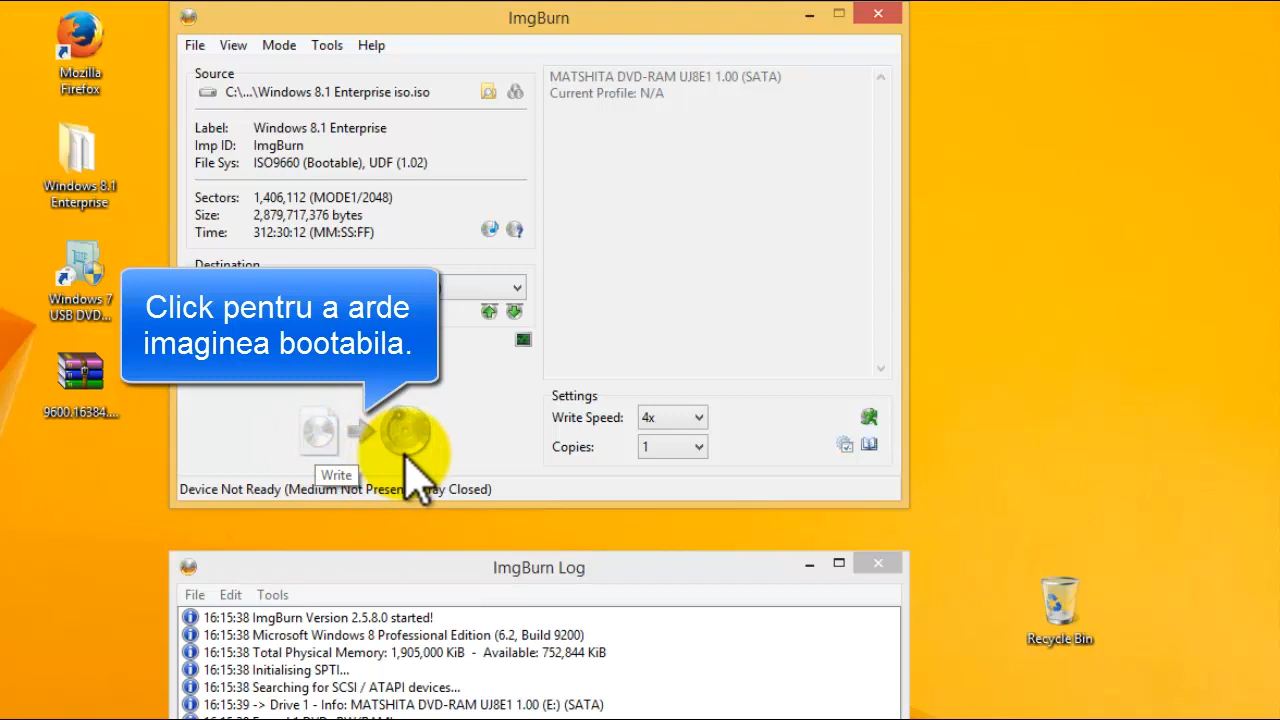 Mozilla
Firefox
Windows 8.1
Enterprise
Windows 7
USB DVD...
9600.16384....
ImgBurn
File View Mode Tools Help
Source
C:\...\Windows 8.1 Enterprise iso.iso
Label: Windows 8.1 Enterprise
Imp ID: ImgBurn
File Sys: ISO9660 (Bootable), UDF (1.02)
Sectors: 1,406,112 (MODE1/2048)
Size: 2,879,717,376 bytes
Time: 312:30:12 (MM:SS:FF)
Destination
Click pentru a arde
imaginea bootabila.
Write
Device Not Ready (Medium Not Present, Tray Closed)
MATSHITA DVD-RAM UJ8E1 1.00 (SATA)
Current Profile: N/A
Settings
Write Speed: 4x
Copies: 1
ImgBurn Log
File Edit Tools
16:15:38 ImgBurn Version 2.5.8.0 started!
16:15:38 Microsoft Windows 8 Professional Edition (6.2, Build 9200)
16:15:38 Total Physical Memory: 1,905,000 KiB - Available: 752,844 KiB
16:15:38 Initialising SPTI...
16:15:38 Searching for SCSI / ATAPI devices...
16:15:39 -> Drive 1 - Info: MATSHITA DVD-RAM UJ8E1 1.00 (E:) (SATA)
Recycle Bin